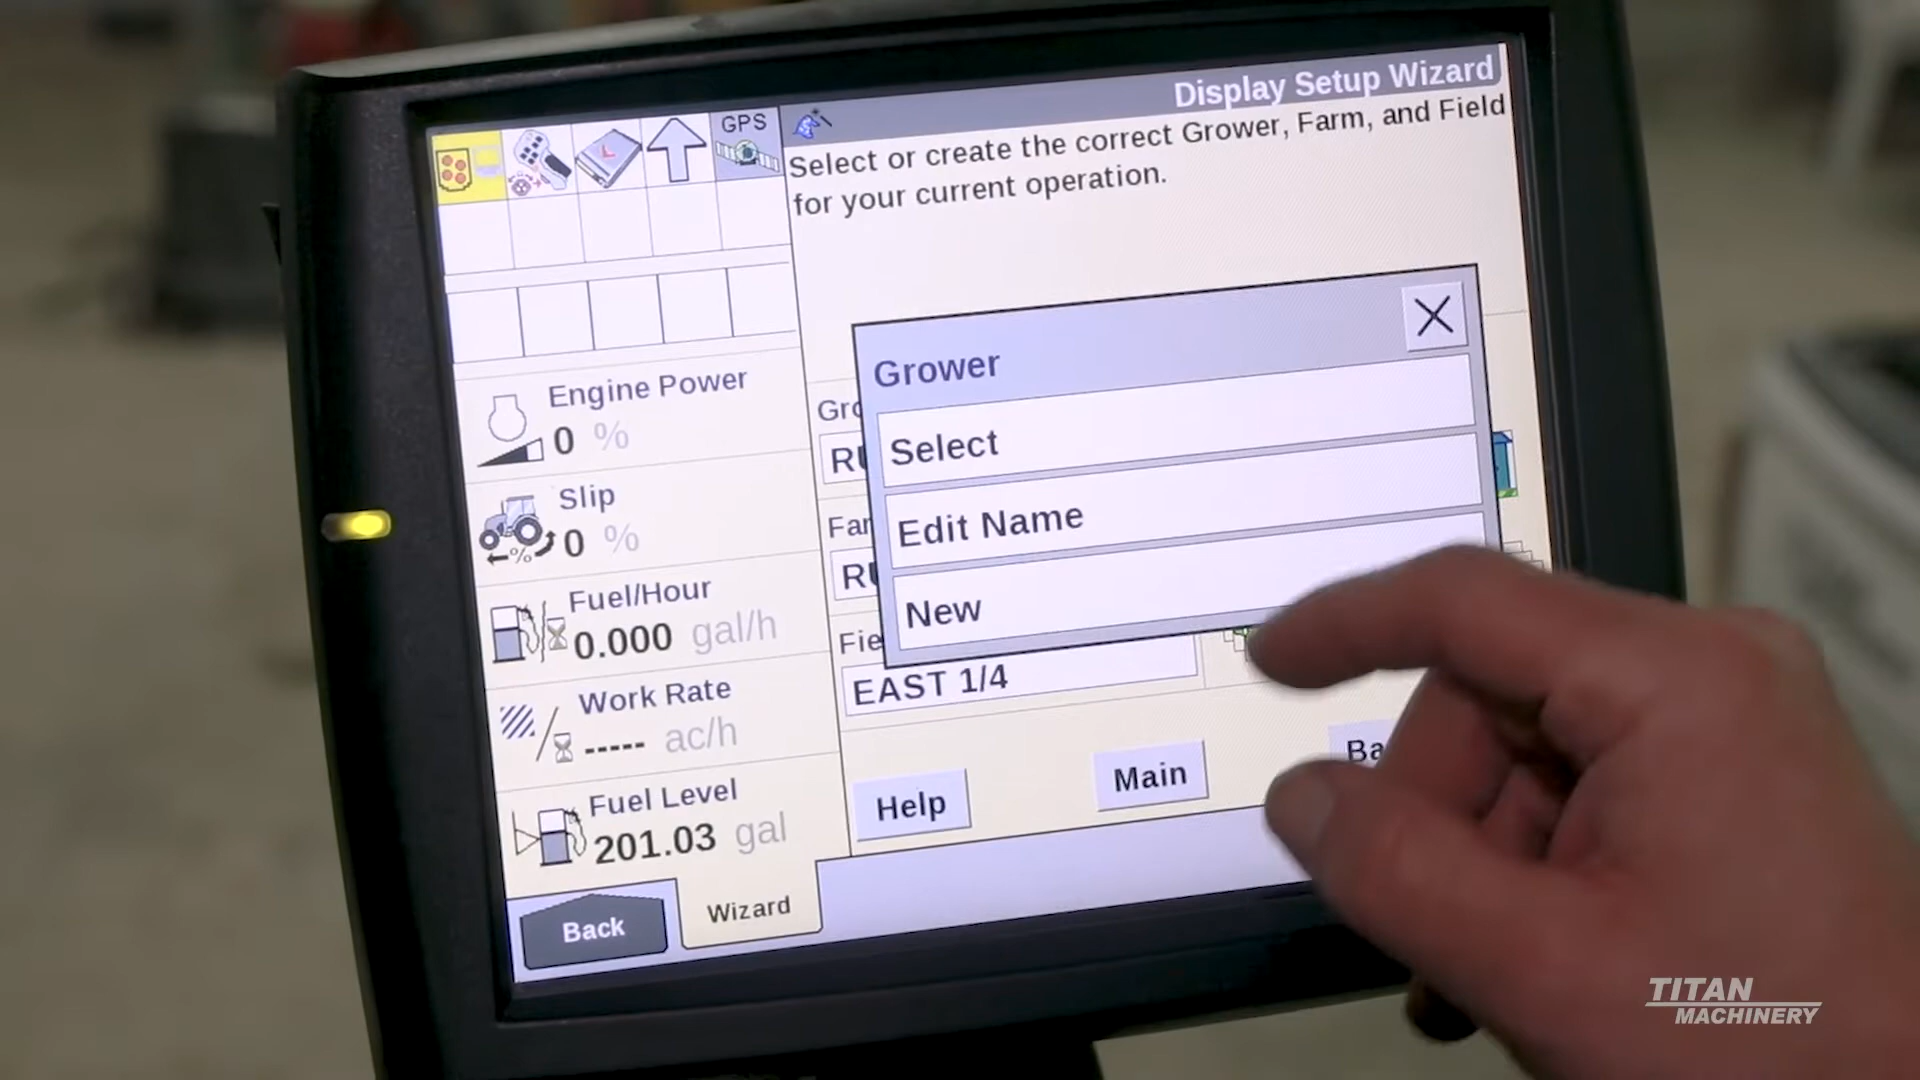 Display Setup Wizard
GPS
Select or create the correct Grower, Farm, and Field
for your current operation.
Engine Power
0 %
Slip
0 %
%
Fuel/Hour
0.000 gal/h
Work Rate
----- ac/h
Fuel Level
201.03 gal
Grower
Select
Edit Name
New
EAST 1/4
Help
Main
Back
Wizard
TITAN
MACHINERY